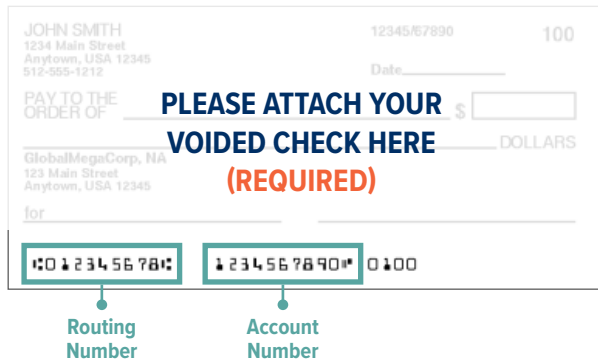 JOHN SMITH 12345/67890 100
1234 Main Street
Anytown, USA 12345
512-555-1212 Date
PAY TO THE
ORDER OF $
PLEASE ATTACH YOUR
VOIDED CHECK HERE
(REQUIRED)
DOLLARS
GlobalMegaCorp, NA
123 Main Street
Anytown, USA 12345
for
⑆012345678⑆ 1234567890⑈ 0100
Routing
Number
Account
Number